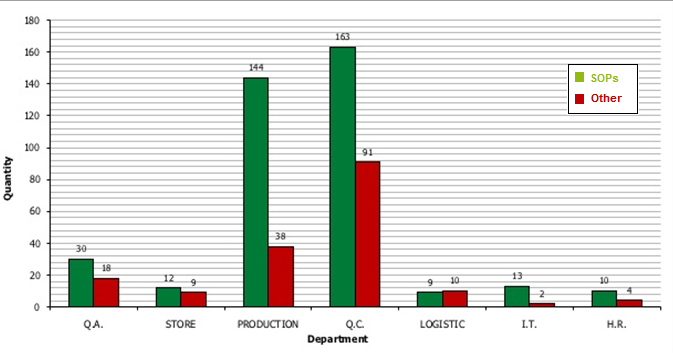 180
160
140
120
100
80
60
40
20
0
Quantity
30
18
12
9
144
38
163
91
9
10
13
2
10
4
SOPs
Other
Q.A.
STORE
PRODUCTION
Q.C.
LOGISTIC
I.T.
H.R.
Department